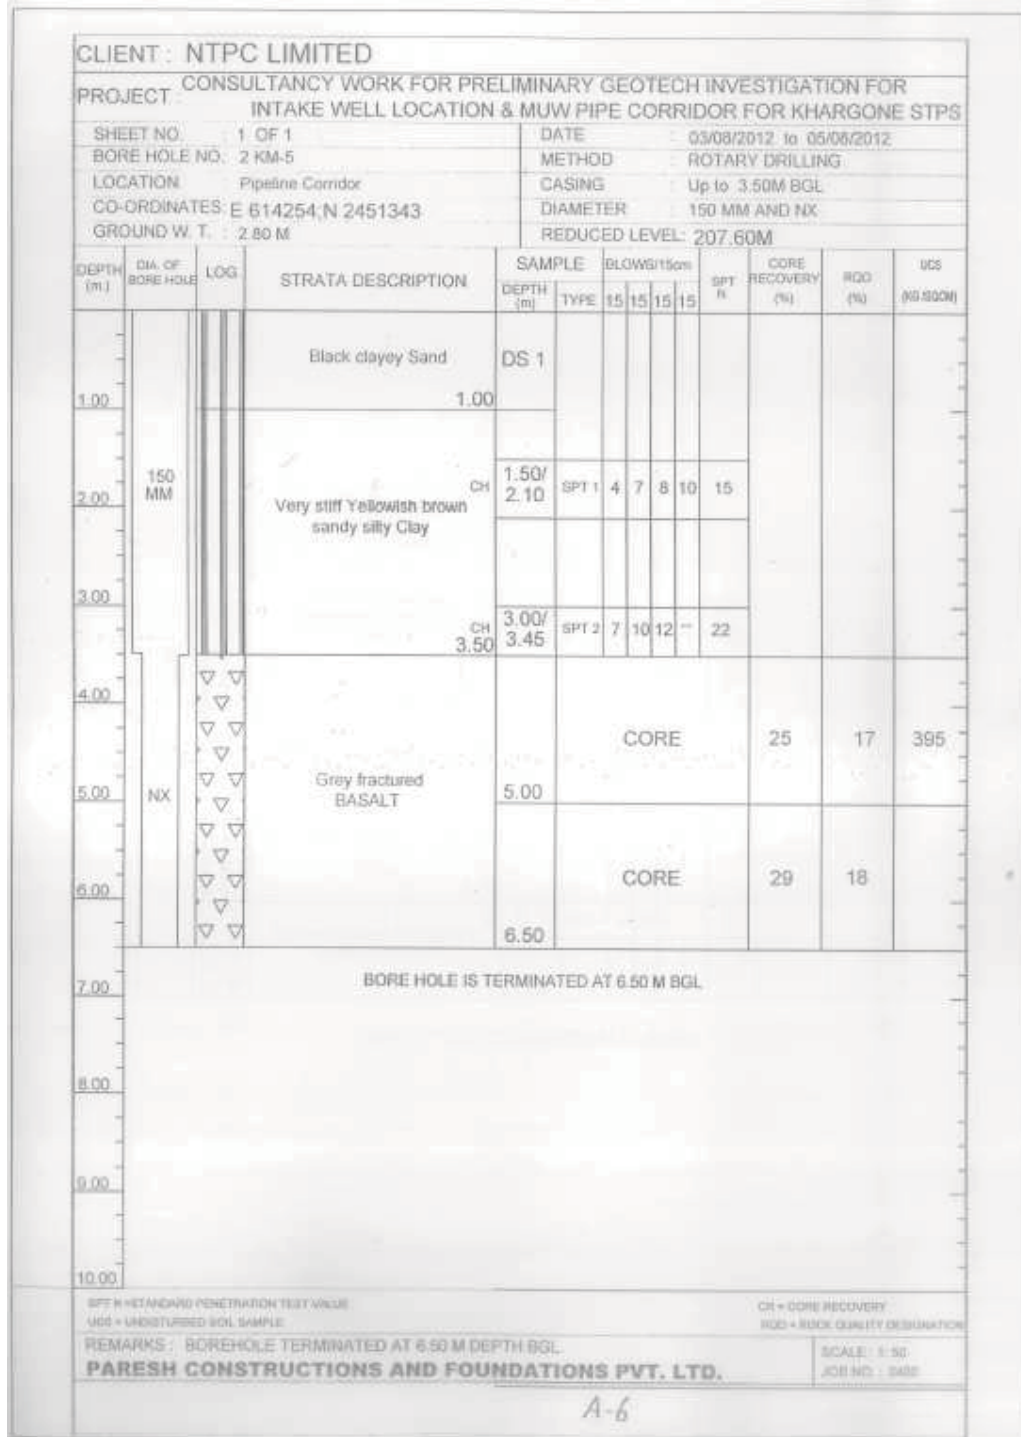 CLIENT : NTPC LIMITED
PROJECT CONSULTANCY WORK FOR PRELIMINARY GEOTECH INVESTIGATION FOR
INTAKE WELL LOCATION & MUW PIPE CORRIDOR FOR KHARGONE STPS
SHEET NO. : 1 OF 1
DATE : 03/08/2012 to 05/08/2012
BORE HOLE NO. : 2 KM-5
METHOD : ROTARY DRILLING
LOCATION : Pipeline Corridor
CASING : Up to 3.50M BGL
CO-ORDINATES: E 614254;N 2451343
DIAMETER : 150 MM AND NX
GROUND W. T. : 2.80 M
REDUCED LEVEL: 207.60M
DEPTH (m.) DIA. OF BORE HOLE LOG STRATA DESCRIPTION SAMPLE BLOWS/15cm SPT N CORE RECOVERY (%) RQD (%) UCS (KG/SQCM)
DEPTH (m) TYPE 15 15 15 15
Black clayey Sand DS 1
1.00 1.00
150 MM
CH 1.50/ 2.10 SPT 1 4 7 8 10 15
2.00
Very stiff Yellowish brown
sandy silty Clay
3.00
CH 3.00/ 3.45 SPT 2 7 10 12 -- 22
3.50
4.00
CORE 25 17 395
Grey fractured
BASALT
5.00 NX 5.00
CORE 29 18
6.00
6.50
BORE HOLE IS TERMINATED AT 6.50 M BGL
7.00
8.00
9.00
10.00
SPT N =STANDARD PENETRATION TEST VALUE
CR = CORE RECOVERY
UDS = UNDISTURBED SOIL SAMPLE
RQD = ROCK QUALITY DESIGNATION
REMARKS : BOREHOLE TERMINATED AT 6.50 M DEPTH BGL
SCALE : 1: 50
PARESH CONSTRUCTIONS AND FOUNDATIONS PVT. LTD.
JOB NO. :
A-6